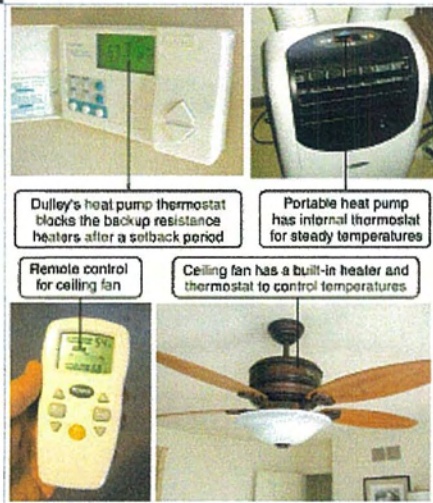 Dulley's heat pump thermostat
blocks the backup resistance
heaters after a setback period
Portable heat pump
has internal thermostat
for steady temperatures
Remote control
for ceiling fan
Ceiling fan has a built-in heater and
thermostat to control temperatures